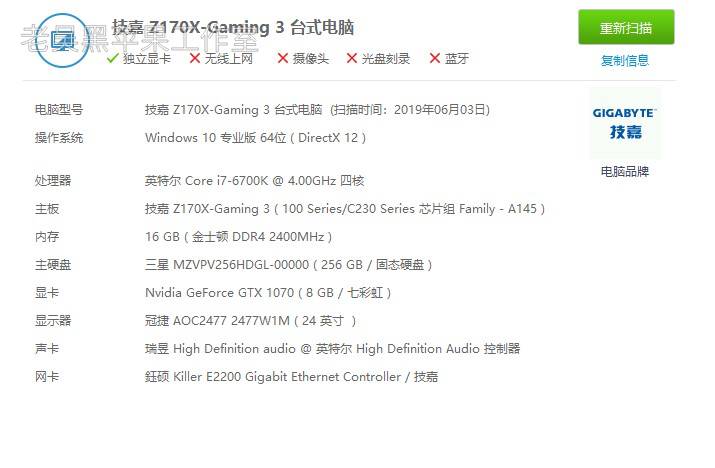 技嘉 Z170X-Gaming 3 台式电脑
老吴黑苹果工作室
独立显卡 无线上网 摄像头 光盘刻录 蓝牙
重新扫描
复制信息
电脑型号 技嘉 Z170X-Gaming 3 台式电脑 (扫描时间：2019年06月03日)
操作系统 Windows 10 专业版 64位 ( DirectX 12 )
GIGABYTE™
技嘉
电脑品牌
处理器 英特尔 Core i7-6700K @ 4.00GHz 四核
主板 技嘉 Z170X-Gaming 3 ( 100 Series/C230 Series 芯片组 Family - A145 )
内存 16 GB ( 金士顿 DDR4 2400MHz )
主硬盘 三星 MZVPV256HDGL-00000 ( 256 GB / 固态硬盘 )
显卡 Nvidia GeForce GTX 1070 ( 8 GB / 七彩虹 )
显示器 冠捷 AOC2477 2477W1M ( 24 英寸 )
声卡 瑞昱 High Definition audio @ 英特尔 High Definition Audio 控制器
网卡 鈺硕 Killer E2200 Gigabit Ethernet Controller / 技嘉